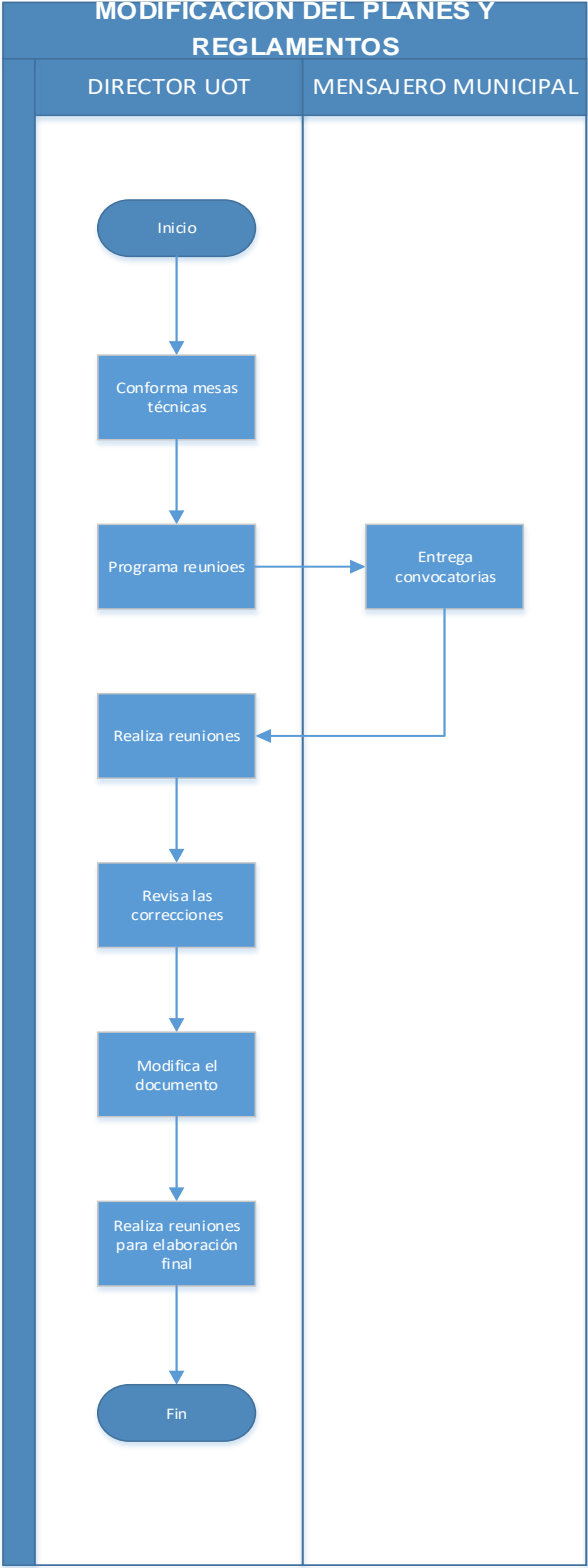 MODIFICACIÓN DEL PLANES Y
REGLAMENTOS
DIRECTOR UOT
MENSAJERO MUNICIPAL
Inicio
Conforma mesas
técnicas
Programa reunioes
Entrega
convocatorias
Realiza reuniones
Revisa las
correcciones
Modifica el
documento
Realiza reuniones
para elaboración
final
Fin